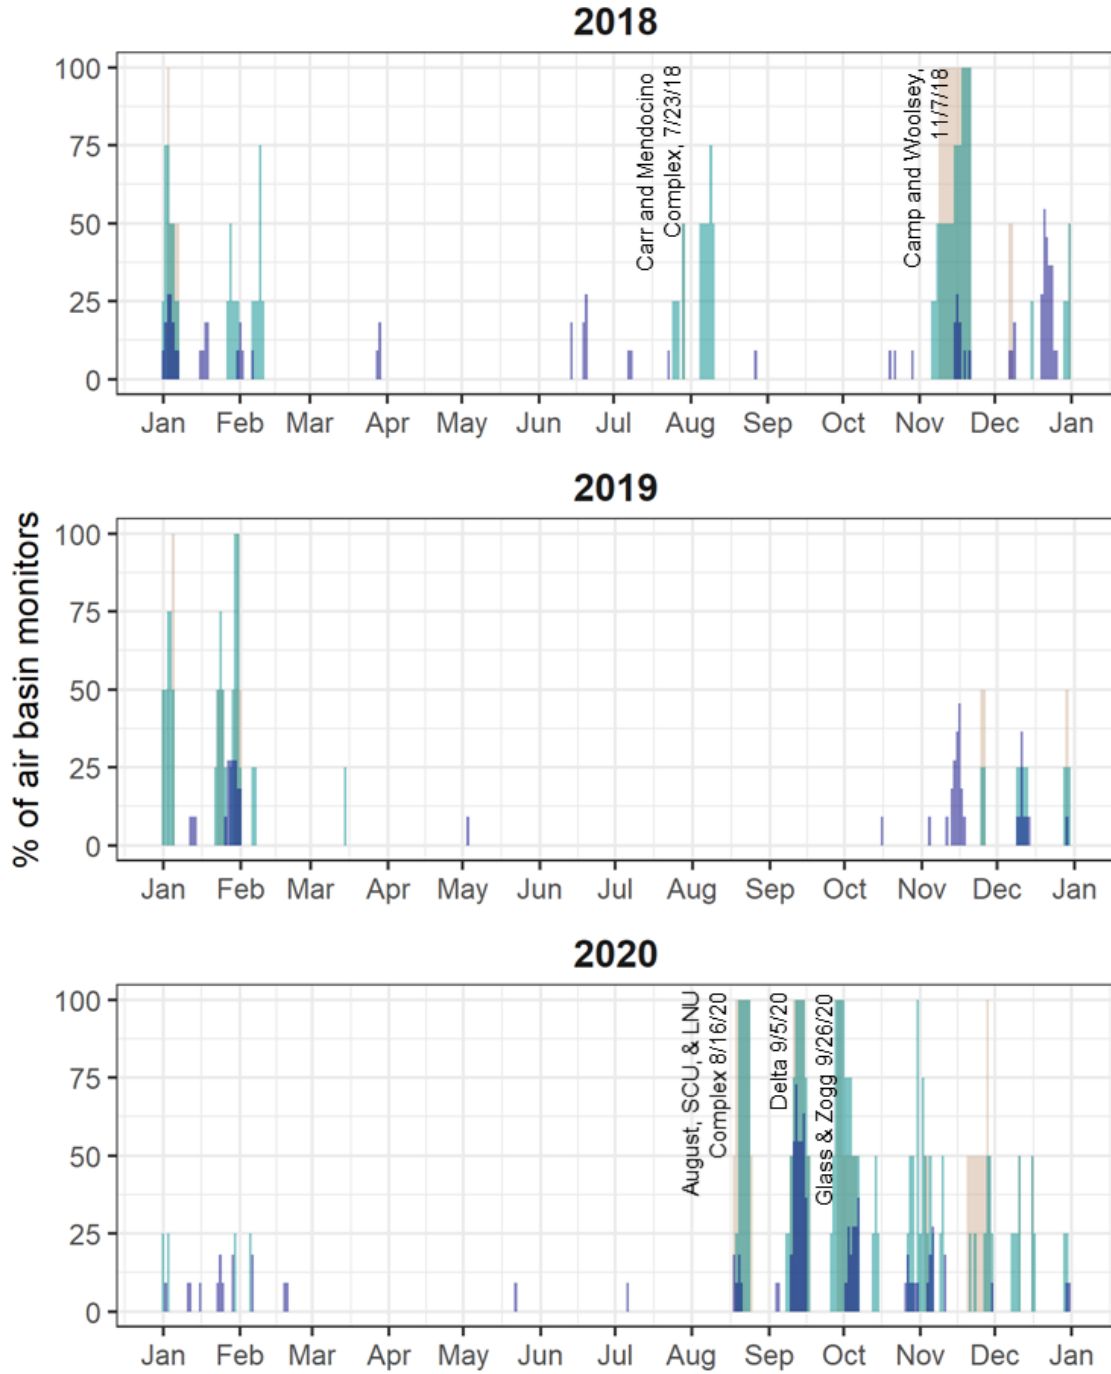 2018
100
75
50
25
0
Carr and Mendocino
Complex, 7/23/18
Camp and Woolsey,
11/7/18
Jan Feb Mar Apr May Jun Jul Aug Sep Oct Nov Dec Jan
% of air basin monitors
2019
100
75
50
25
0
Jan Feb Mar Apr May Jun Jul Aug Sep Oct Nov Dec Jan
2020
100
75
50
25
0
August, SCU, & LNU
Complex 8/16/20
Delta 9/5/20
Glass & Zogg 9/26/20
Jan Feb Mar Apr May Jun Jul Aug Sep Oct Nov Dec Jan